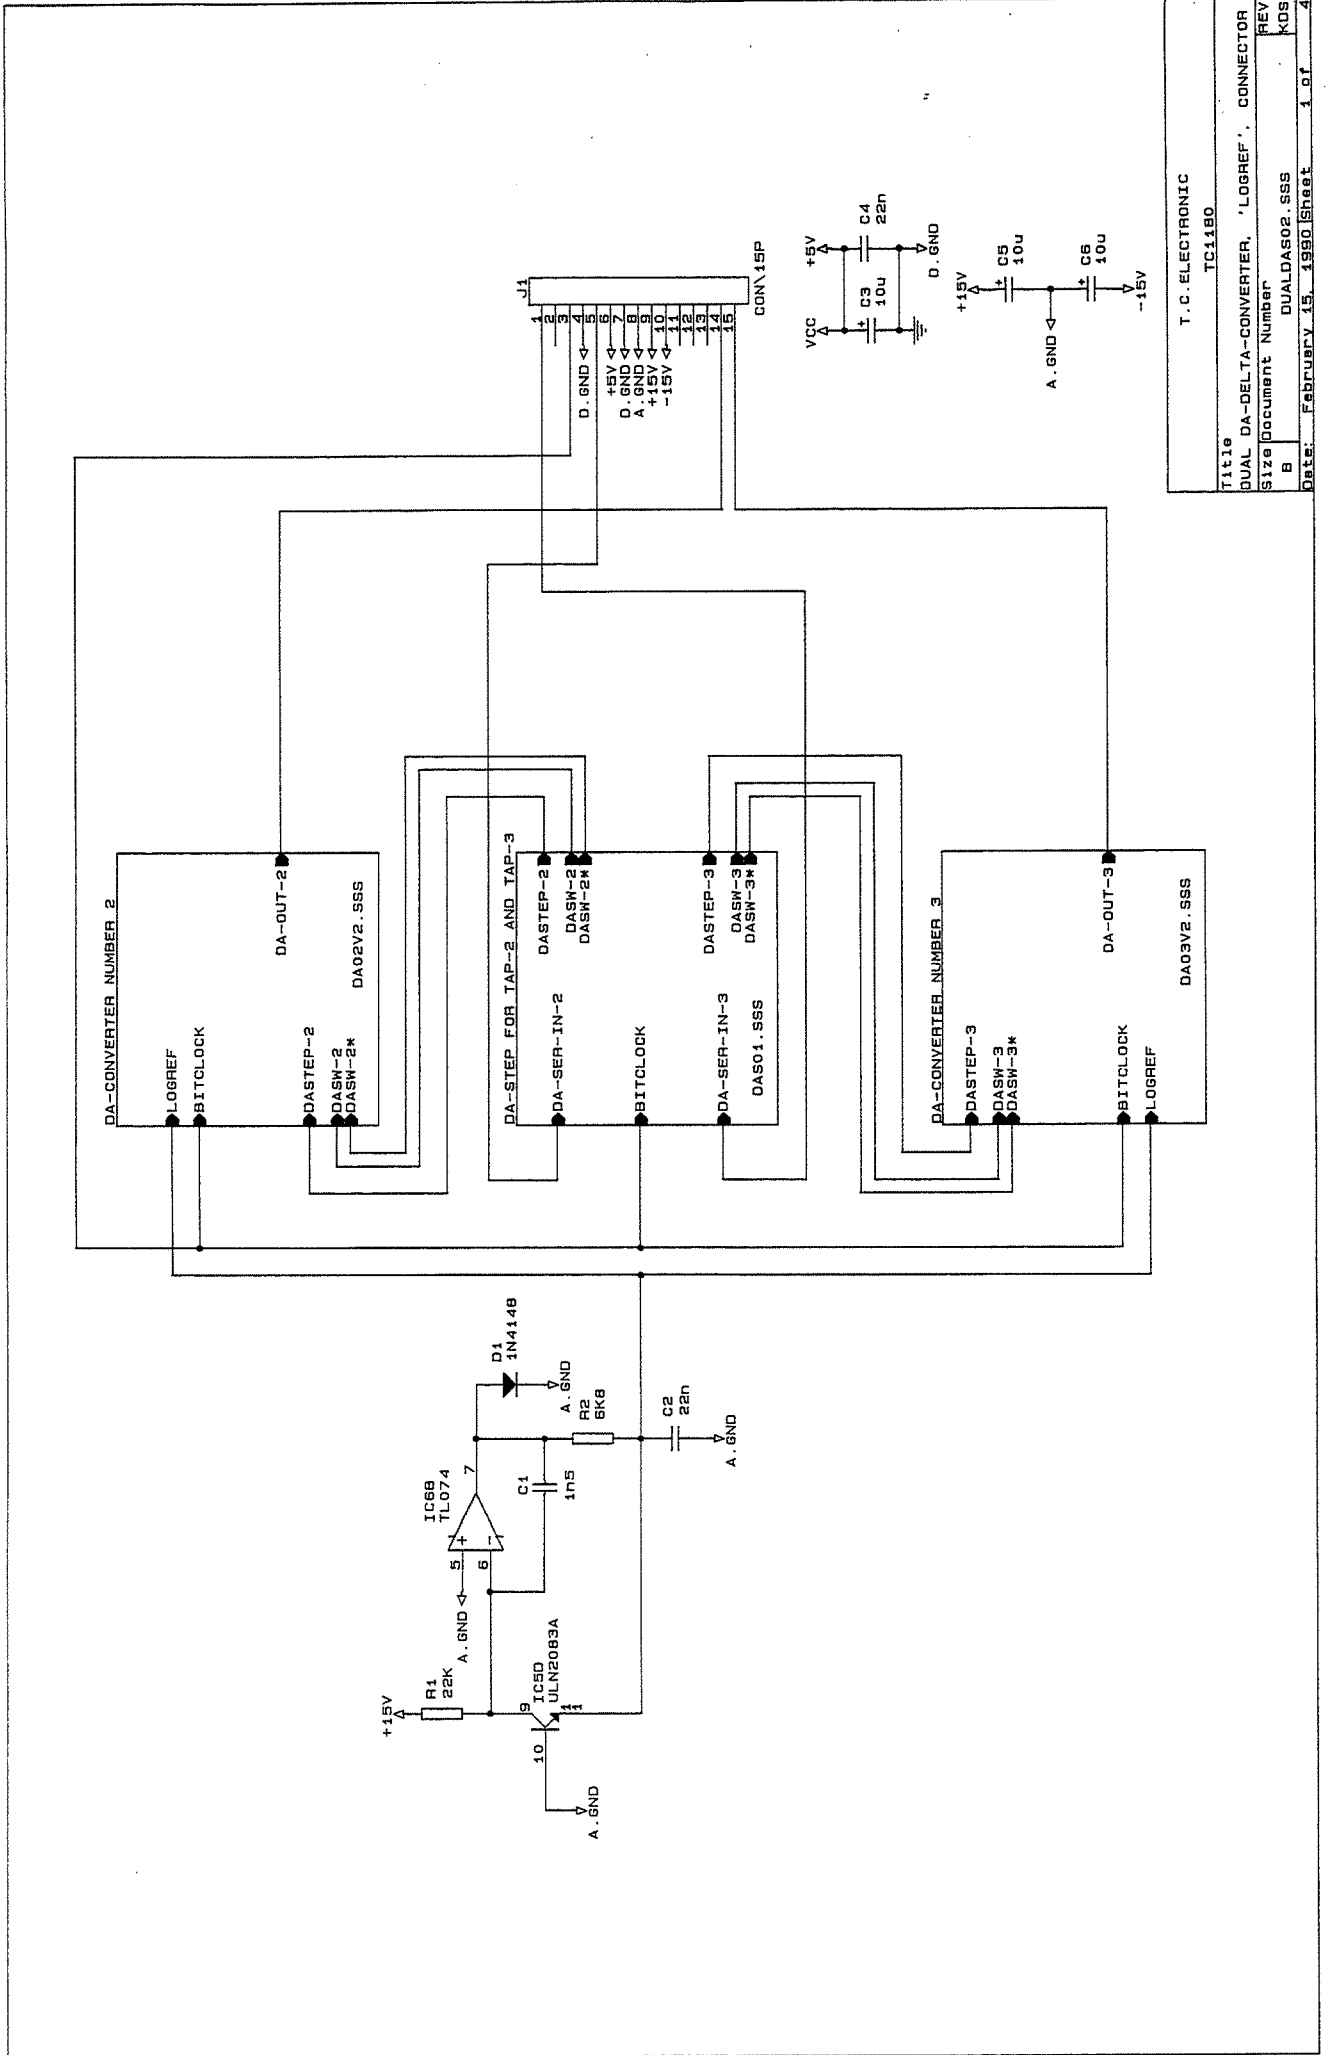 DA-CONVERTER NUMBER 2
LOGREF
BITCLOCK
DASTEP-2
DASW-2
DASW-2*
DA-OUT-2
DA02V2.SSS
DA-STEP FOR TAP-2 AND TAP-3
DA-SER-IN-2
BITCLOCK
DA-SER-IN-3
DASTEP-2
DASW-2
DASW-2*
DASTEP-3
DASW-3
DASW-3*
DAS01.SSS
DA-CONVERTER NUMBER 3
DASTEP-3
DASW-3
DASW-3*
BITCLOCK
LOGREF
DA-OUT-3
DA03V2.SSS
+15V
R1
22K
A.GND
5
6
7
IC6B
TL074
+
-
D1
1N4148
A.GND
C1
1n5
R2
6K8
C2
22n
A.GND
IC5D
ULN2083A
9
10
11
A.GND
J1
1
2
3
4
5
6
7
8
9
10
11
12
13
14
15
CON\15P
D.GND
+5V
D.GND
A.GND
+15V
-15V
VCC
+5V
C3
10u
C4
22n
D.GND
+15V
C5
10u
A.GND
C6
10u
-15V
T.C.ELECTRONIC
TC1180
Title
DUAL DA-DELTA-CONVERTER, 'LOGREF', CONNECTOR
Size Document Number REV
B DUALDAS02.SSS KDS
Date: February 15, 1990 Sheet 1 of 4